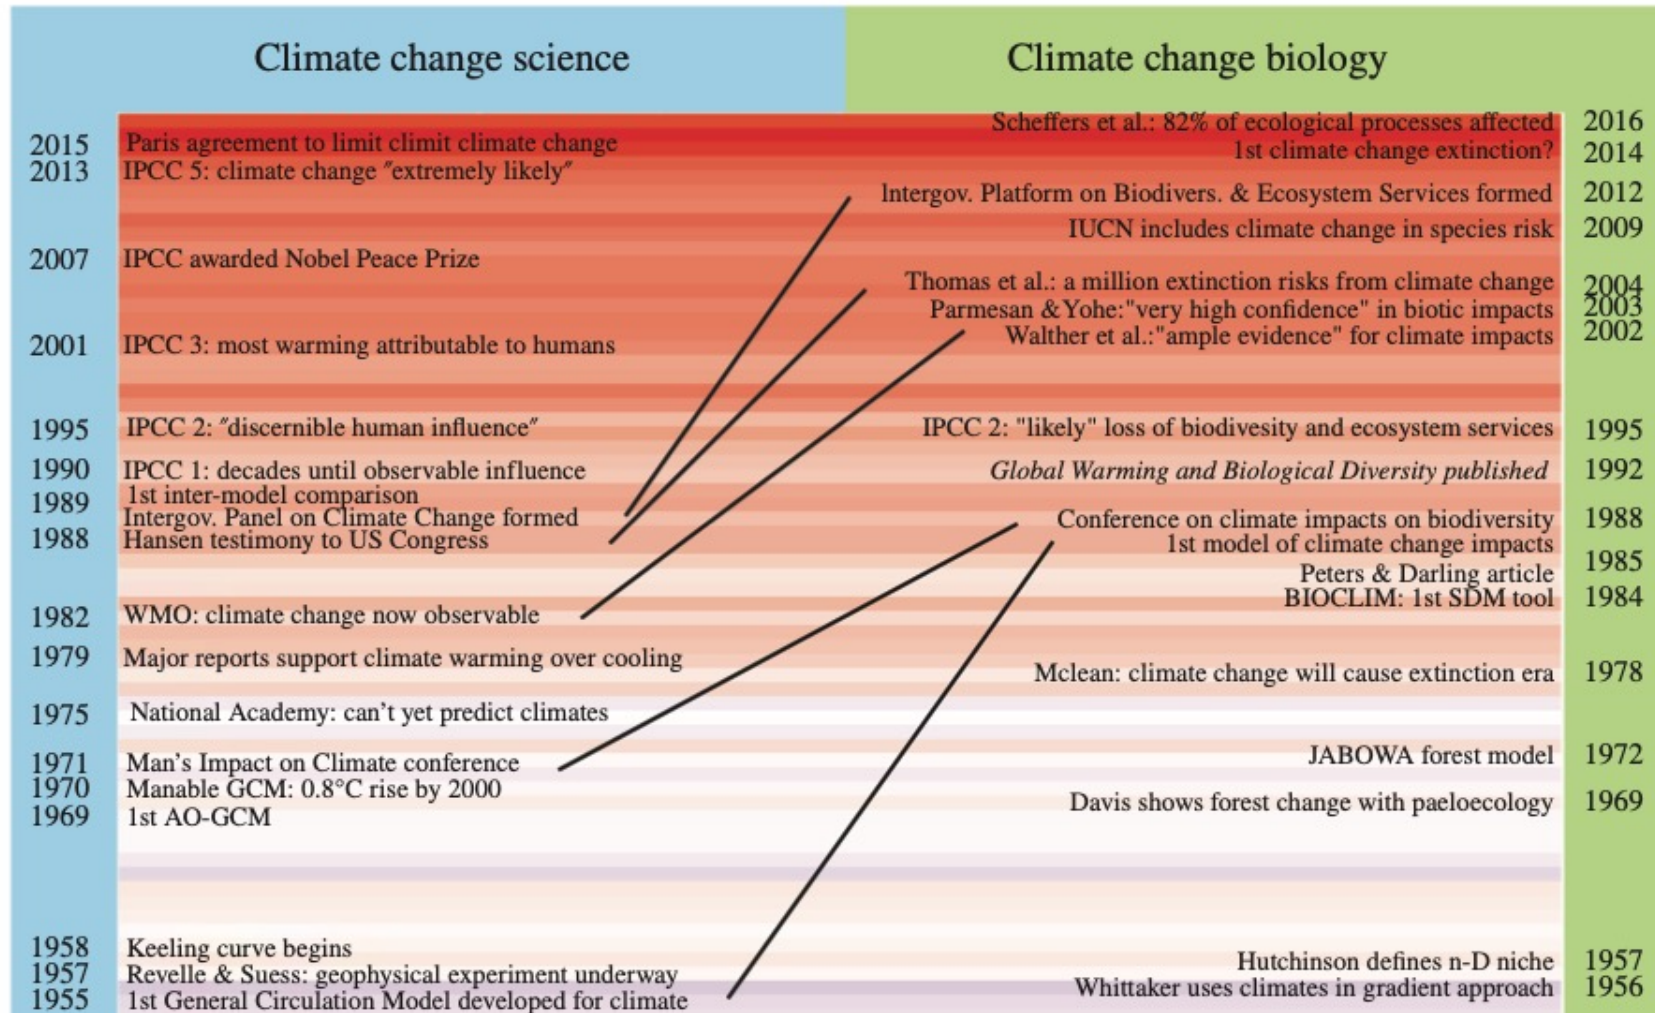 Climate change science
Climate change biology
2015 Paris agreement to limit climit climate change
2013 IPCC 5: climate change ″extremely likely″
2007 IPCC awarded Nobel Peace Prize
2001 IPCC 3: most warming attributable to humans
1995 IPCC 2: ″discernible human influence″
1990 IPCC 1: decades until observable influence
1989 1st inter-model comparison
Intergov. Panel on Climate Change formed
1988 Hansen testimony to US Congress
1982 WMO: climate change now observable
1979 Major reports support climate warming over cooling
1975 National Academy: can’t yet predict climates
1971 Man’s Impact on Climate conference
1970 Manable GCM: 0.8°C rise by 2000
1969 1st AO-GCM
1958 Keeling curve begins
1957 Revelle & Suess: geophysical experiment underway
1955 1st General Circulation Model developed for climate
Scheffers et al.: 82% of ecological processes affected 2016
1st climate change extinction? 2014
Intergov. Platform on Biodivers. & Ecosystem Services formed 2012
IUCN includes climate change in species risk 2009
Thomas et al.: a million extinction risks from climate change 2004
Parmesan & Yohe:"very high confidence" in biotic impacts 2003
Walther et al.:"ample evidence" for climate impacts 2002
IPCC 2: "likely" loss of biodivesity and ecosystem services 1995
Global Warming and Biological Diversity published 1992
Conference on climate impacts on biodiversity 1988
1st model of climate change impacts
1985
Peters & Darling article
BIOCLIM: 1st SDM tool 1984
Mclean: climate change will cause extinction era 1978
JABOWA forest model 1972
Davis shows forest change with paeloecology 1969
Hutchinson defines n-D niche 1957
Whittaker uses climates in gradient approach 1956